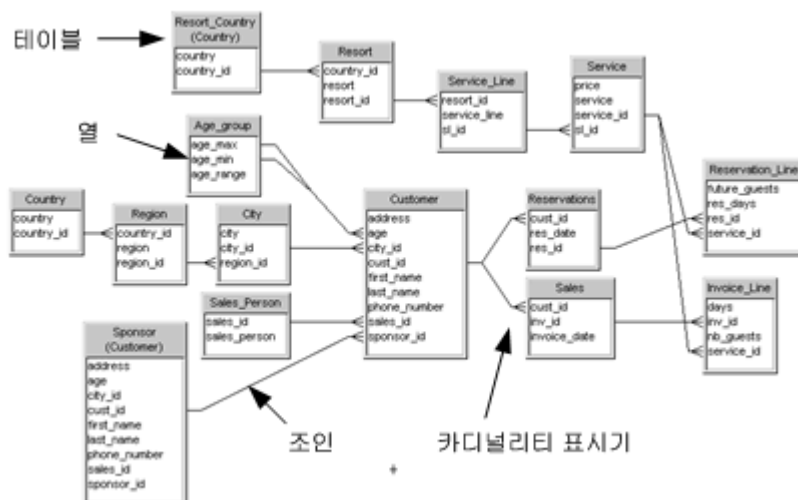 테이블
Resort_Country
(Country)
country
country_id
Resort
country_id
resort
resort_id
Service_Line
resort_id
service_line
sl_id
Service
price
service
service_id
sl_id
열
Age_group
age_max
age_min
age_range
Country
country
country_id
Region
country_id
region
region_id
City
city
city_id
region_id
Customer
address
age
city_id
cust_id
first_name
last_name
phone_number
sales_id
sponsor_id
Reservations
cust_id
res_date
res_id
Reservation_Line
future_guests
res_days
res_id
service_id
Sales_Person
sales_id
sales_person
Sales
cust_id
inv_id
invoice_date
Invoice_Line
days
inv_id
nb_guests
service_id
Sponsor
(Customer)
address
age
city_id
cust_id
first_name
last_name
phone_number
sales_id
sponsor_id
조인
카디널리티 표시기